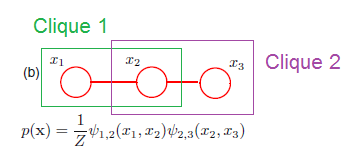 Clique 1
x₁ x₂ x₃ Clique 2
(b)
p(x) = 1/Z ψ₁,₂(x₁, x₂)ψ₂,₃(x₂, x₃)